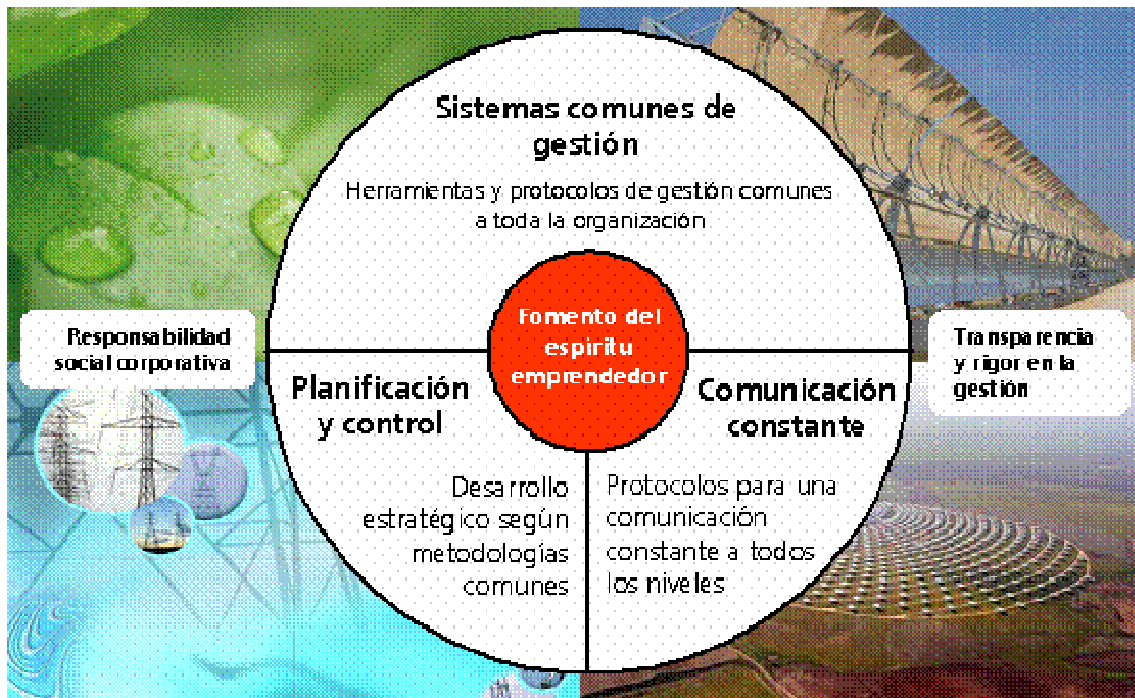 Sistemas comunes de
gestión
Herramientas y protocolos de gestión comunes
a toda la organización
Fomento del
espíritu
emprendedor
Responsabilidad
social corporativa
Transparencia
y rigor en la
gestión
Planificación
y control
Desarrollo
estratégico según
metodologías
comunes
Comunicación
constante
Protocolos para una
comunicación
constante a todos
los niveles